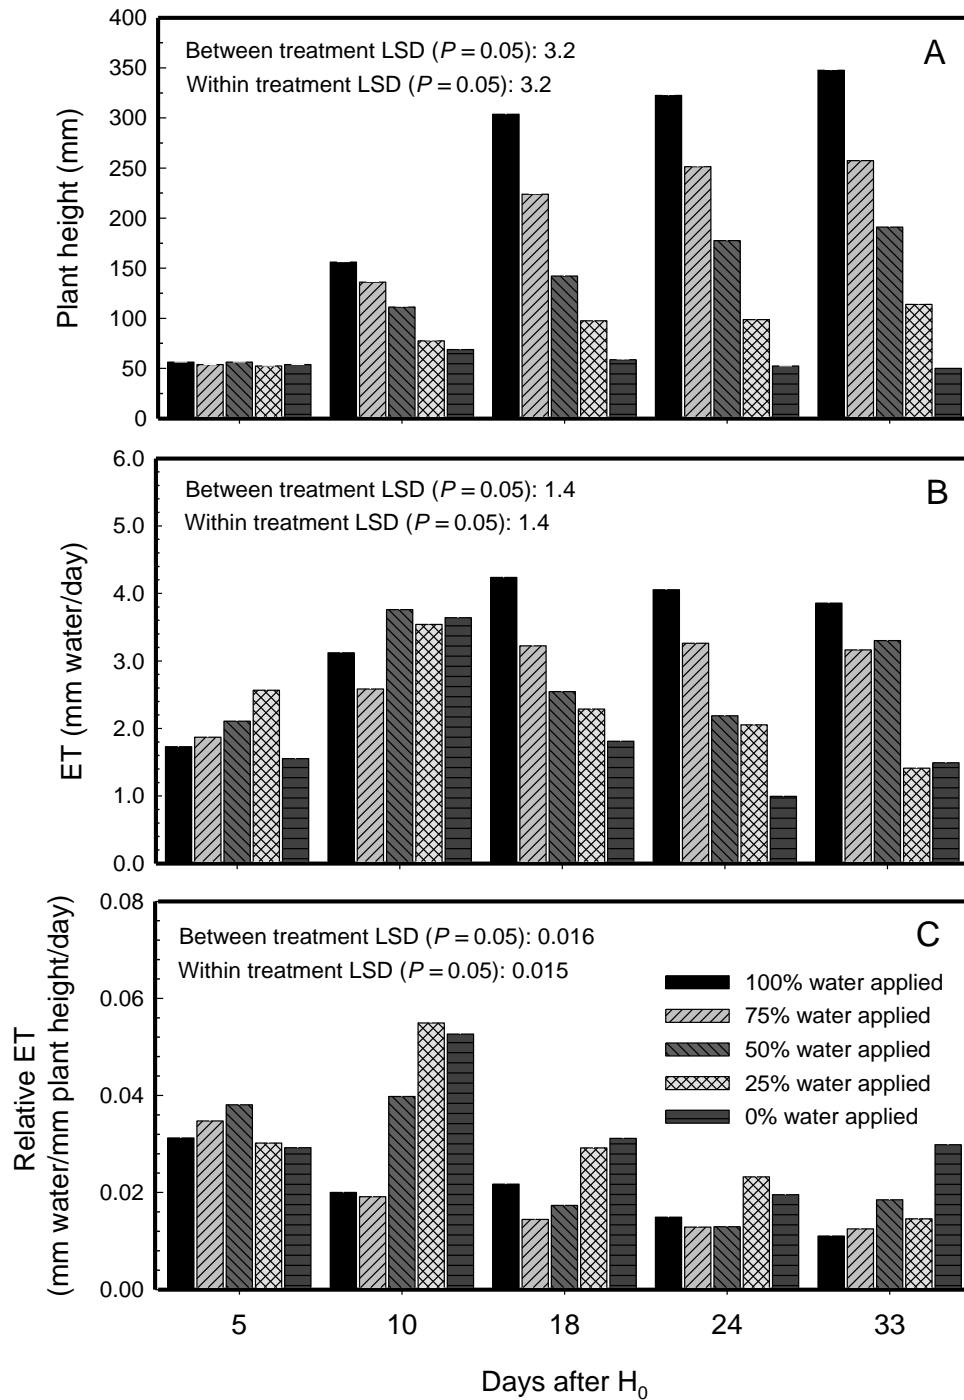 400
350
300
250
200
150
100
50
0
Plant height (mm)
Between treatment LSD (P = 0.05): 3.2
Within treatment LSD (P = 0.05): 3.2
A
6.0
5.0
4.0
3.0
2.0
1.0
0.0
ET (mm water/day)
Between treatment LSD (P = 0.05): 1.4
Within treatment LSD (P = 0.05): 1.4
B
0.08
0.06
0.04
0.02
0.00
Relative ET
(mm water/mm plant height/day)
Between treatment LSD (P = 0.05): 0.016
Within treatment LSD (P = 0.05): 0.015
C
100% water applied
75% water applied
50% water applied
25% water applied
0% water applied
5 10 18 24 33
Days after H₀